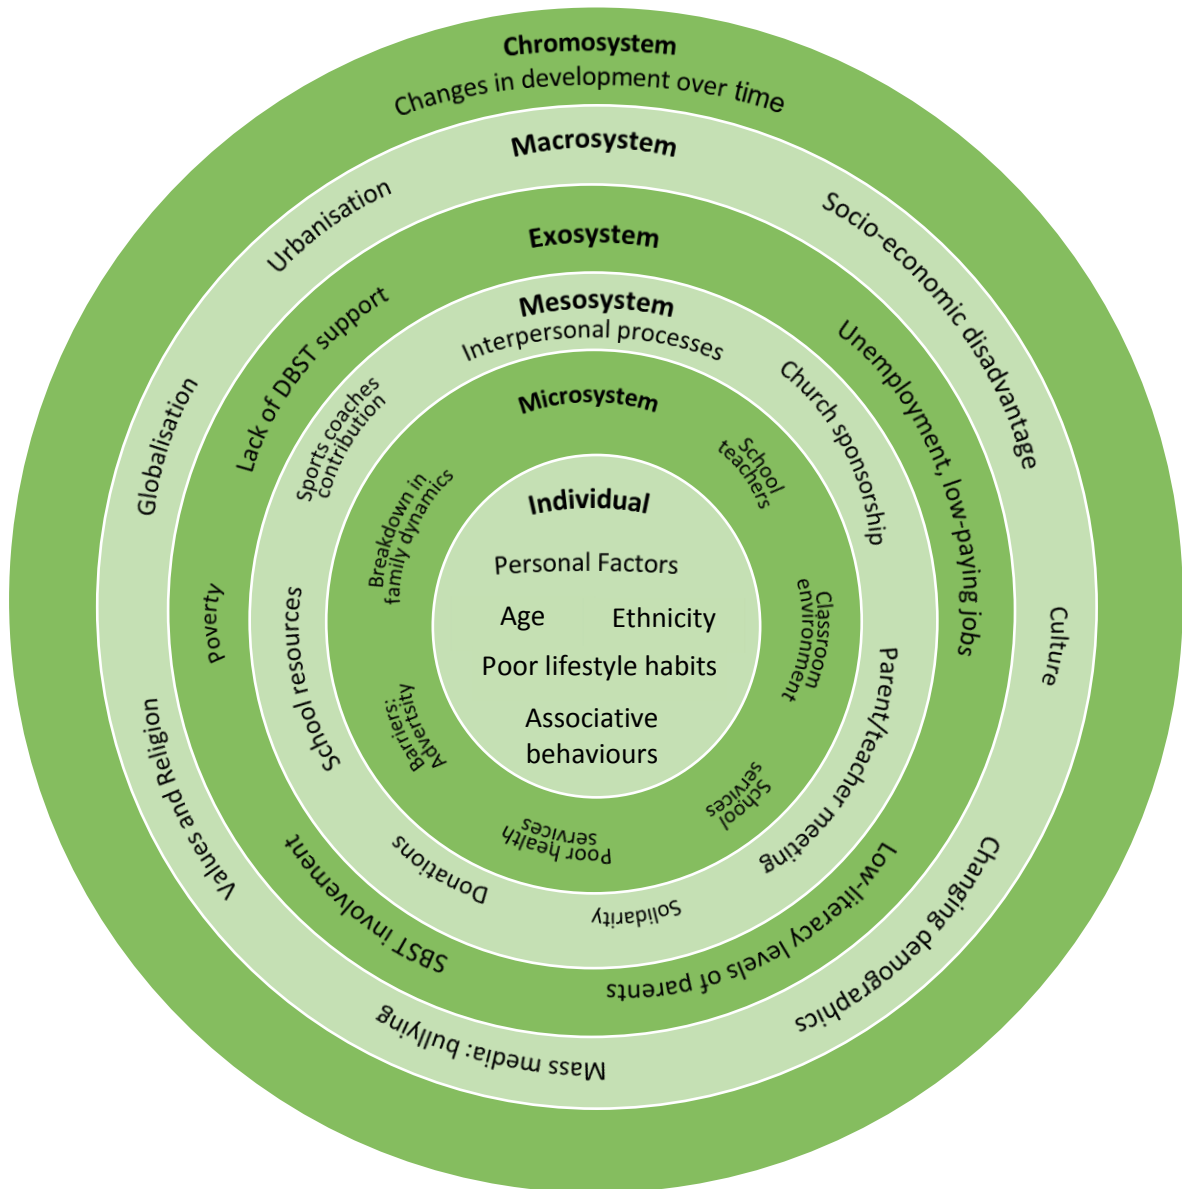 Chromosystem
Changes in development over time
Macrosystem
Urbanisation
Socio-economic disadvantage
Globalisation
Culture
Values and Religion
Changing demographics
Mass media: bullying
Exosystem
Lack of DBST support
Unemployment, low-paying jobs
Poverty
SBST involvement
Low-literacy levels of parents
Mesosystem
Interpersonal processes
Sports coaches
contribution
Church sponsorship
School resources
Parent/teacher meeting
Donations
Solidarity
Microsystem
School
teachers
Breakdown in
family dynamics
Classroom
environment
Barriers:
Advertsity
School
services
Poor health
services
Individual
Personal Factors
Age
Ethnicity
Poor lifestyle habits
Associative
behaviours